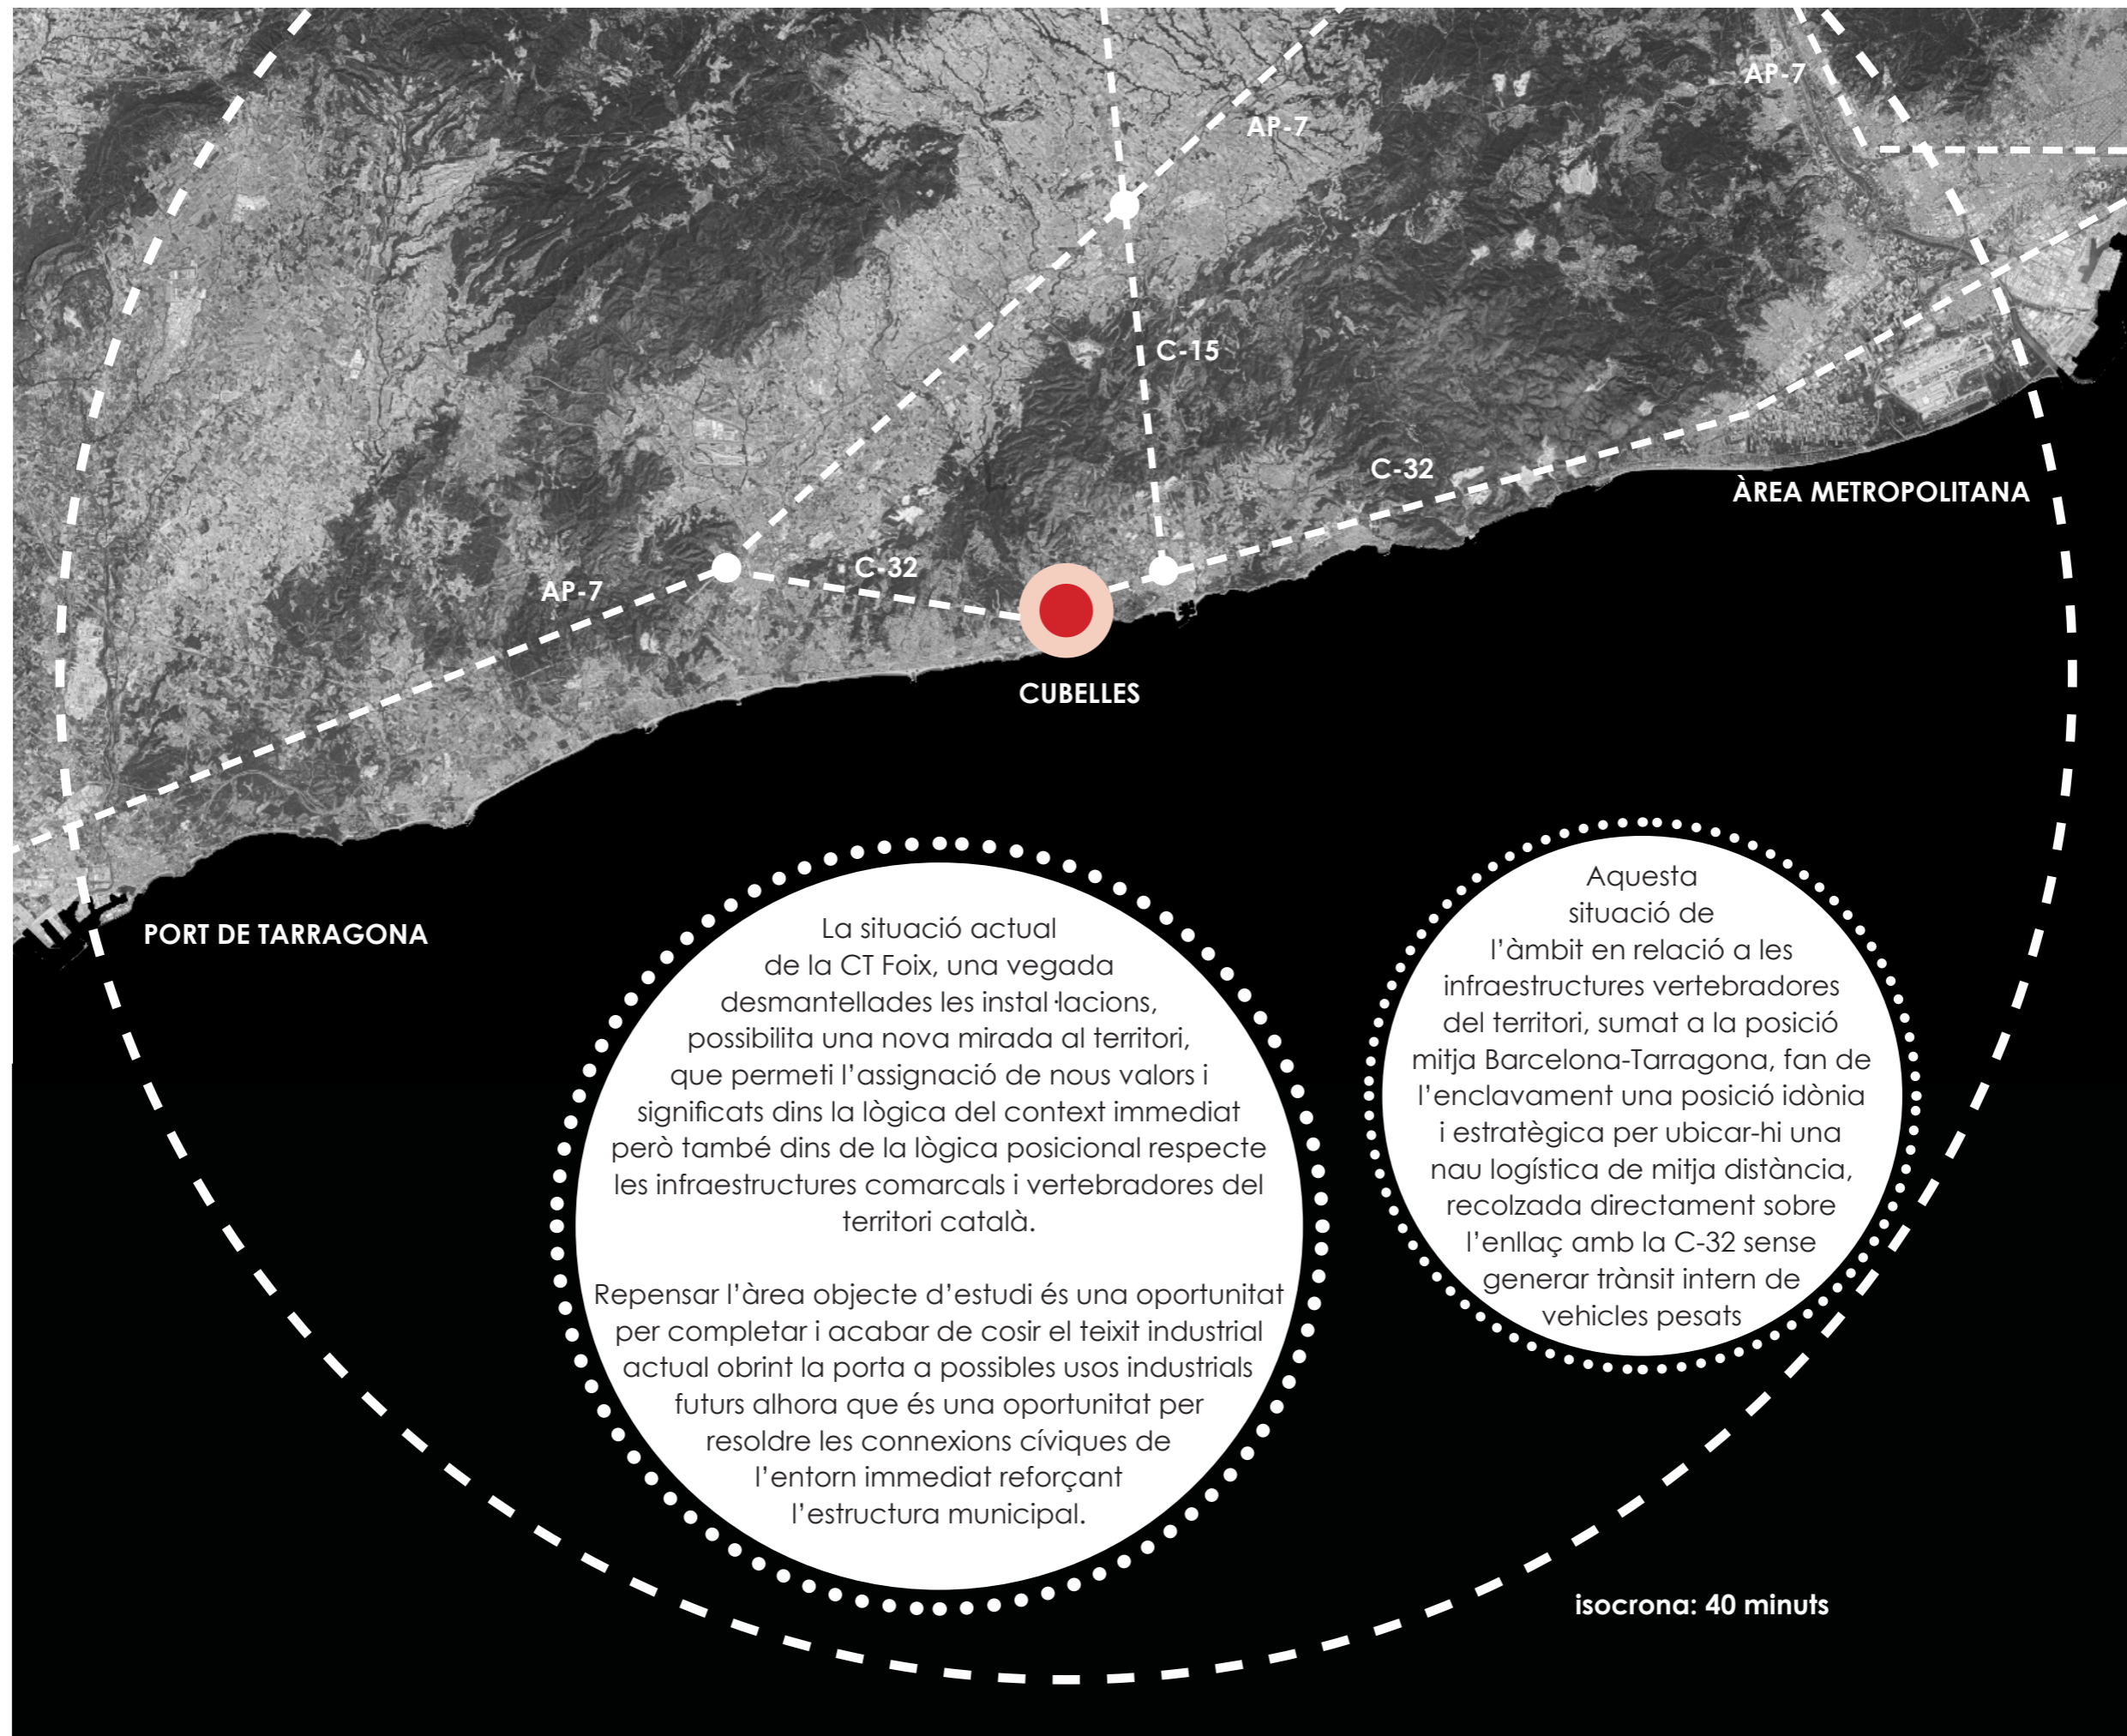 AP-7
AP-7
C-15
C-32
ÀREA METROPOLITANA
C-32
AP-7
CUBELLES
PORT DE TARRAGONA
La situació actual
de la CT Foix, una vegada
desmantellades les instal·lacions,
possibilita una nova mirada al territori,
que permeti l'assignació de nous valors i
significats dins la lògica del context immediat
però també dins de la lògica posicional respecte
les infraestructures comarcals i vertebradores del
territori català.
Repensar l'àrea objecte d'estudi és una oportunitat
per completar i acabar de cosir el teixit industrial
actual obrint la porta a possibles usos industrials
futurs alhora que és una oportunitat per
resoldre les connexions cíviques de
l'entorn immediat reforçant
l'estructura municipal.
Aquesta
situació de
l'àmbit en relació a les
infraestructures vertebradores
del territori, sumat a la posició
mitja Barcelona-Tarragona, fan de
l'enclavament una posició idònia
i estratègica per ubicar-hi una
nau logística de mitja distància,
recolzada directament sobre
l'enllaç amb la C-32 sense
generar trànsit intern de
vehicles pesats
isocrona: 40 minuts